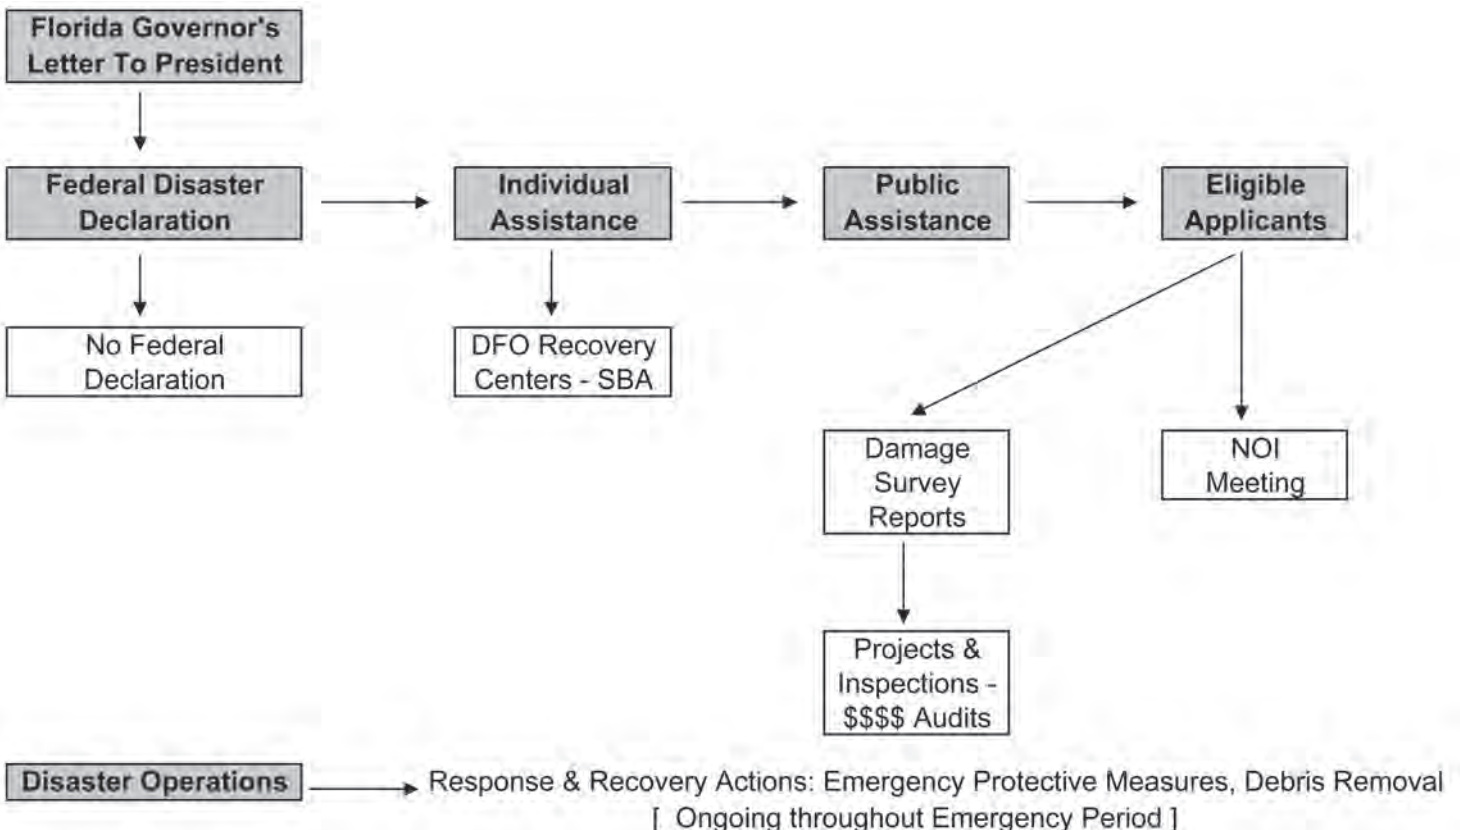 Florida Governor's
Letter To President
Federal Disaster
Declaration
Individual
Assistance
Public
Assistance
Eligible
Applicants
No Federal
Declaration
DFO Recovery
Centers - SBA
Damage
Survey
Reports
NOI
Meeting
Projects &
Inspections -
$$$$ Audits
Disaster Operations
Response & Recovery Actions: Emergency Protective Measures, Debris Removal
[ Ongoing throughout Emergency Period ]